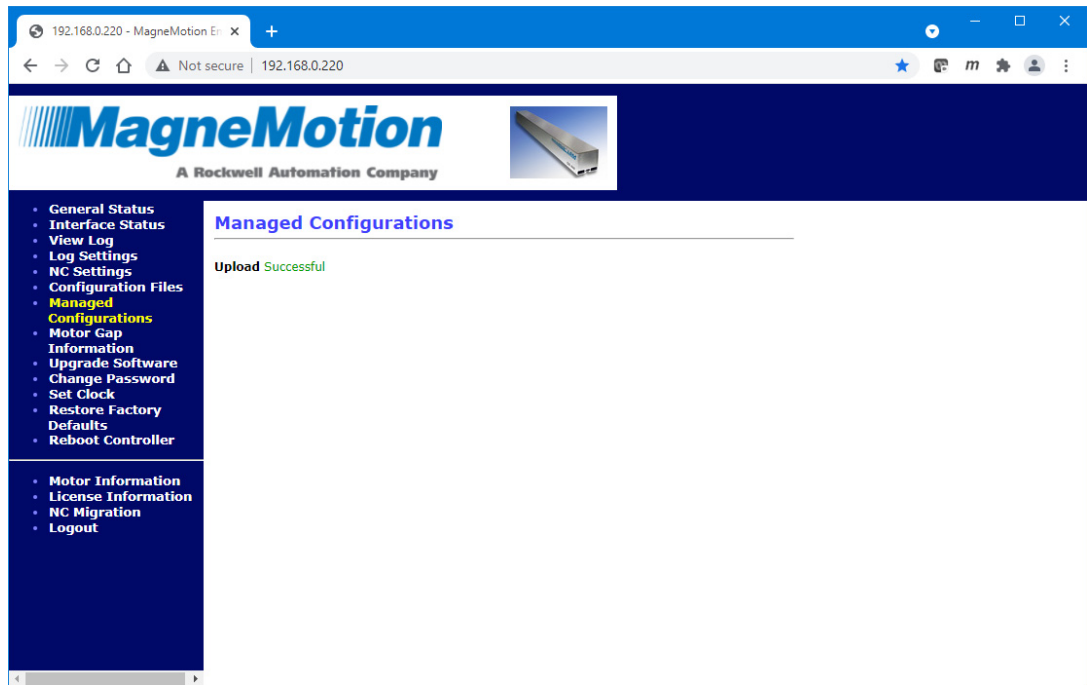 192.168.0.220 - MagneMotion En
Not secure | 192.168.0.220
m
MagneMotion
A Rockwell Automation Company
General Status
Interface Status
View Log
Log Settings
NC Settings
Configuration Files
Managed
Configurations
Motor Gap
Information
Upgrade Software
Change Password
Set Clock
Restore Factory
Defaults
Reboot Controller
Motor Information
License Information
NC Migration
Logout
Managed Configurations
Upload Successful